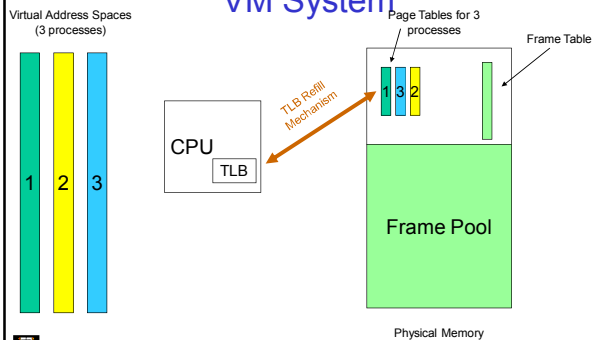 VM System
Virtual Address Spaces
(3 processes)
Page Tables for 3
processes
Frame Table
TLB Refill
Mechanism
1 3 2
CPU
TLB
1 2 3
Frame Pool
Physical Memory